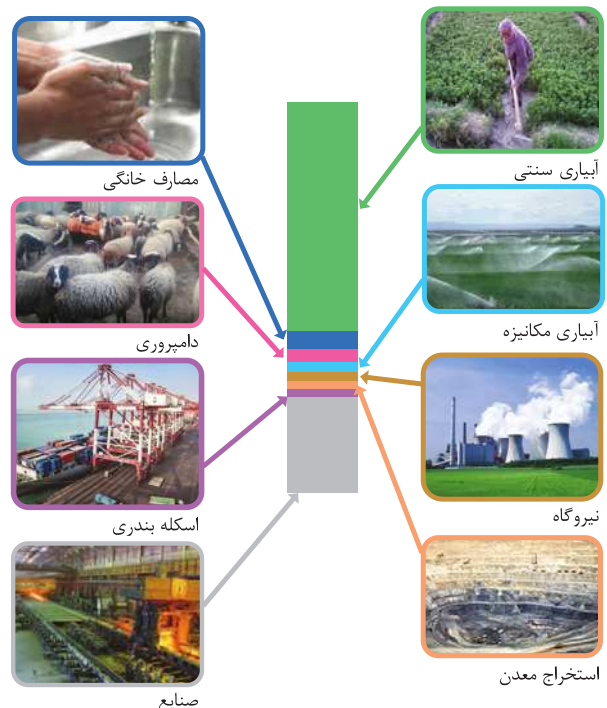 مصارف خانگی
آبیاری سنتی
دامپروری
آبیاری مکانیزه
اسکله بندری
نیروگاه
صنایع
استخراج معدن